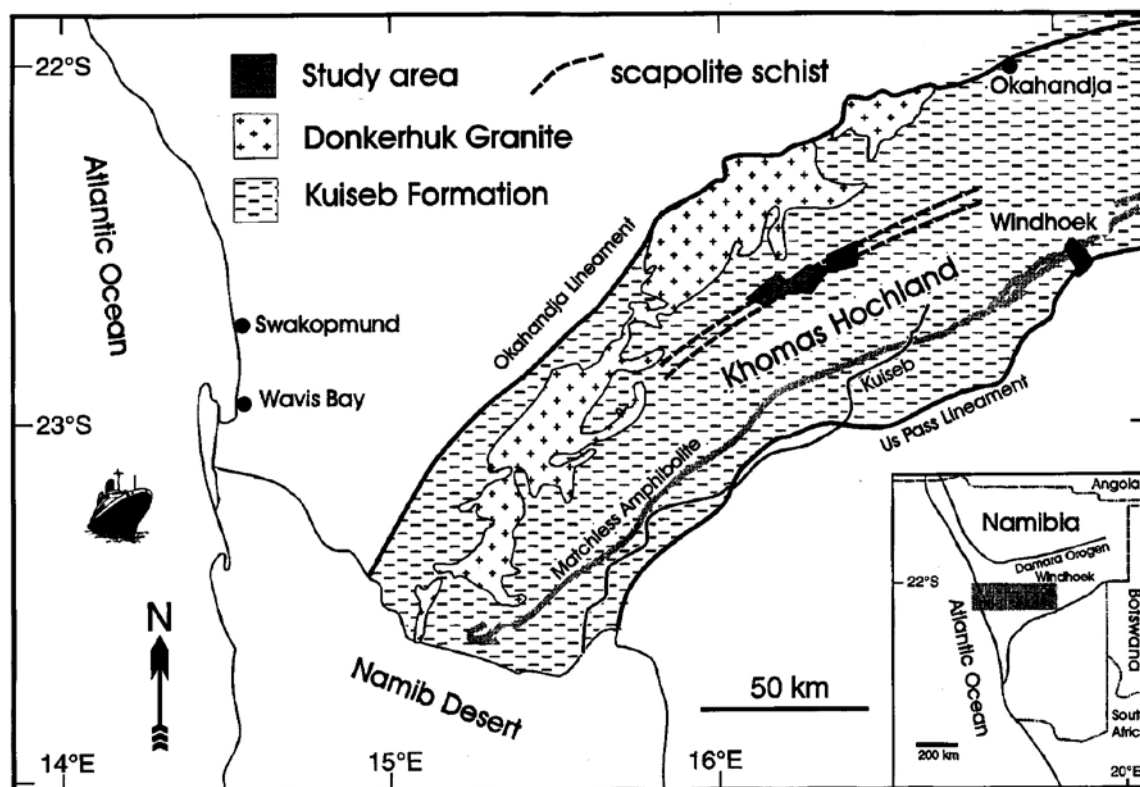 22°S
Study area
scapolite schist
Donkerhuk Granite
Kuiseb Formation
Okahandja
Atlantic Ocean
Okahandja Lineament
Windhoek
Swakopmund
Wavis Bay
Khomas Hochland
Kuiseb
Us Pass Lineament
23°S
Matchless Amphibolite
N
Namib Desert
50 km
14°E
15°E
16°E
Angola
Namibia
Damara Orogen
Windhoek
22°S
Atlantic Ocean
Botswana
South
Afric
200 km
20°E